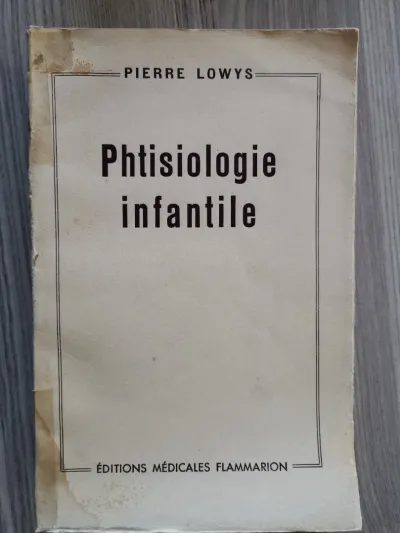 PIERRE LOWYS
Phtisiologie
infantile
ÉDITIONS MÉDICALES FLAMMARION